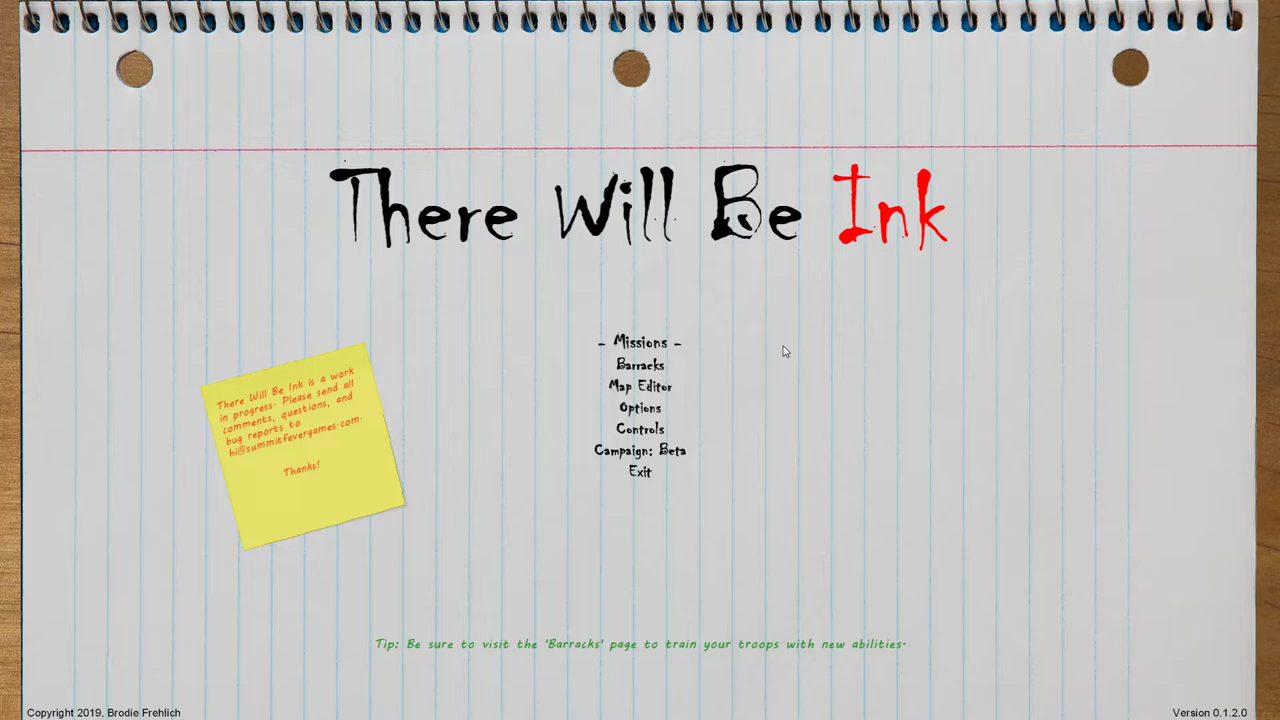 There Will Be Ink
- Missions -
Barracks
Map Editor
Options
Controls
Campaign: Beta
Exit
There Will Be Ink is a work
in progress. Please send all
comments, questions, and
bug reports to
hi@summitfevergames.com.
Thanks!
Tip: Be sure to visit the 'Barracks' page to train your troops with new abilities.
Copyright 2019, Brodie Frehlich
Version 0.1.2.0